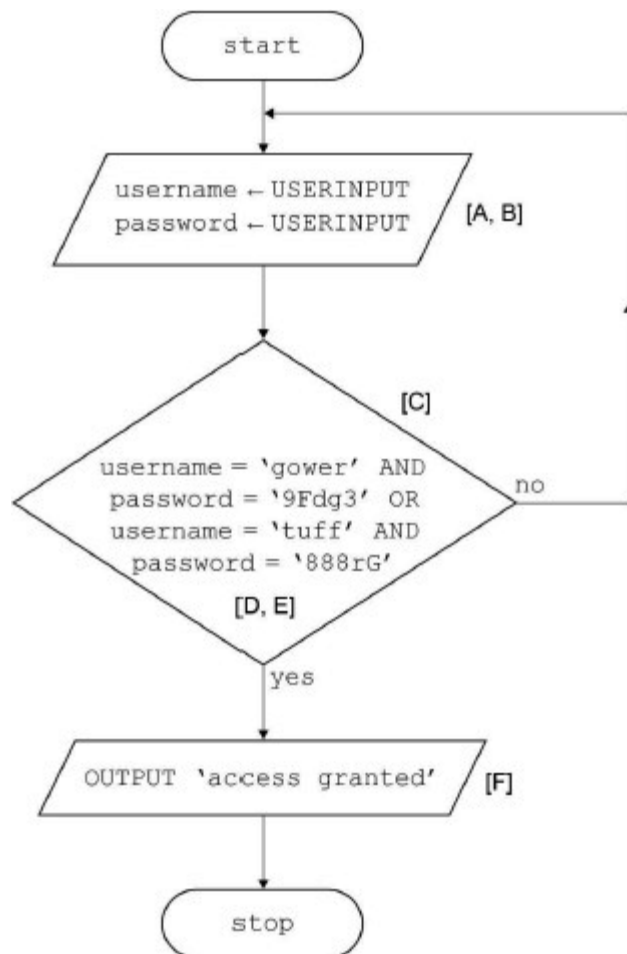 start
username ← USERINPUT
password ← USERINPUT
[A, B]
[C]
username = ‘gower’ AND
password = ‘9Fdg3’ OR
username = ‘tuff’ AND
password = ‘888rG’
[D, E]
no
yes
OUTPUT ‘access granted’
[F]
stop